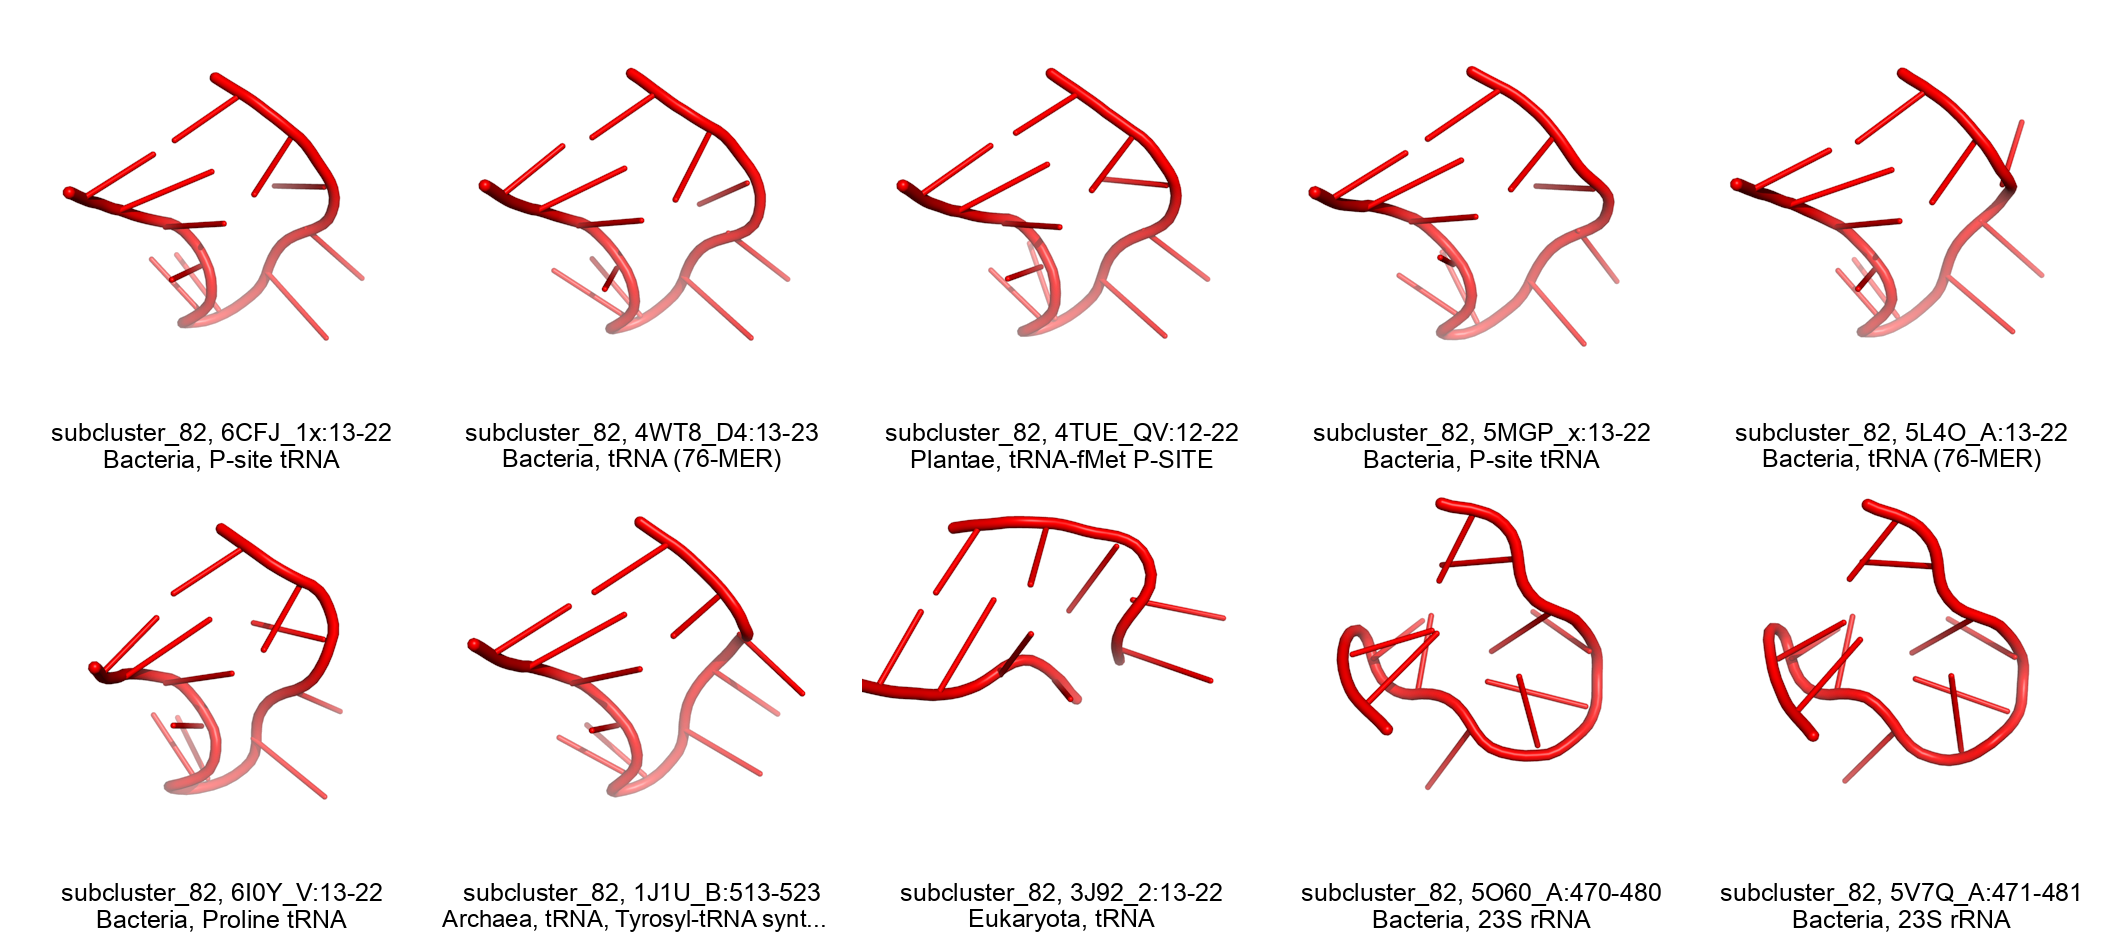 subcluster_82, 6CFJ_1x:13-22
Bacteria, P-site tRNA
subcluster_82, 4WT8_D4:13-23
Bacteria, tRNA (76-MER)
subcluster_82, 4TUE_QV:12-22
Plantae, tRNA-fMet P-SITE
subcluster_82, 5MGP_x:13-22
Bacteria, P-site tRNA
subcluster_82, 5L4O_A:13-22
Bacteria, tRNA (76-MER)
subcluster_82, 6I0Y_V:13-22
Bacteria, Proline tRNA
subcluster_82, 1J1U_B:513-523
Archaea, tRNA, Tyrosyl-tRNA synt...
subcluster_82, 3J92_2:13-22
Eukaryota, tRNA
subcluster_82, 5O60_A:470-480
Bacteria, 23S rRNA
subcluster_82, 5V7Q_A:471-481
Bacteria, 23S rRNA